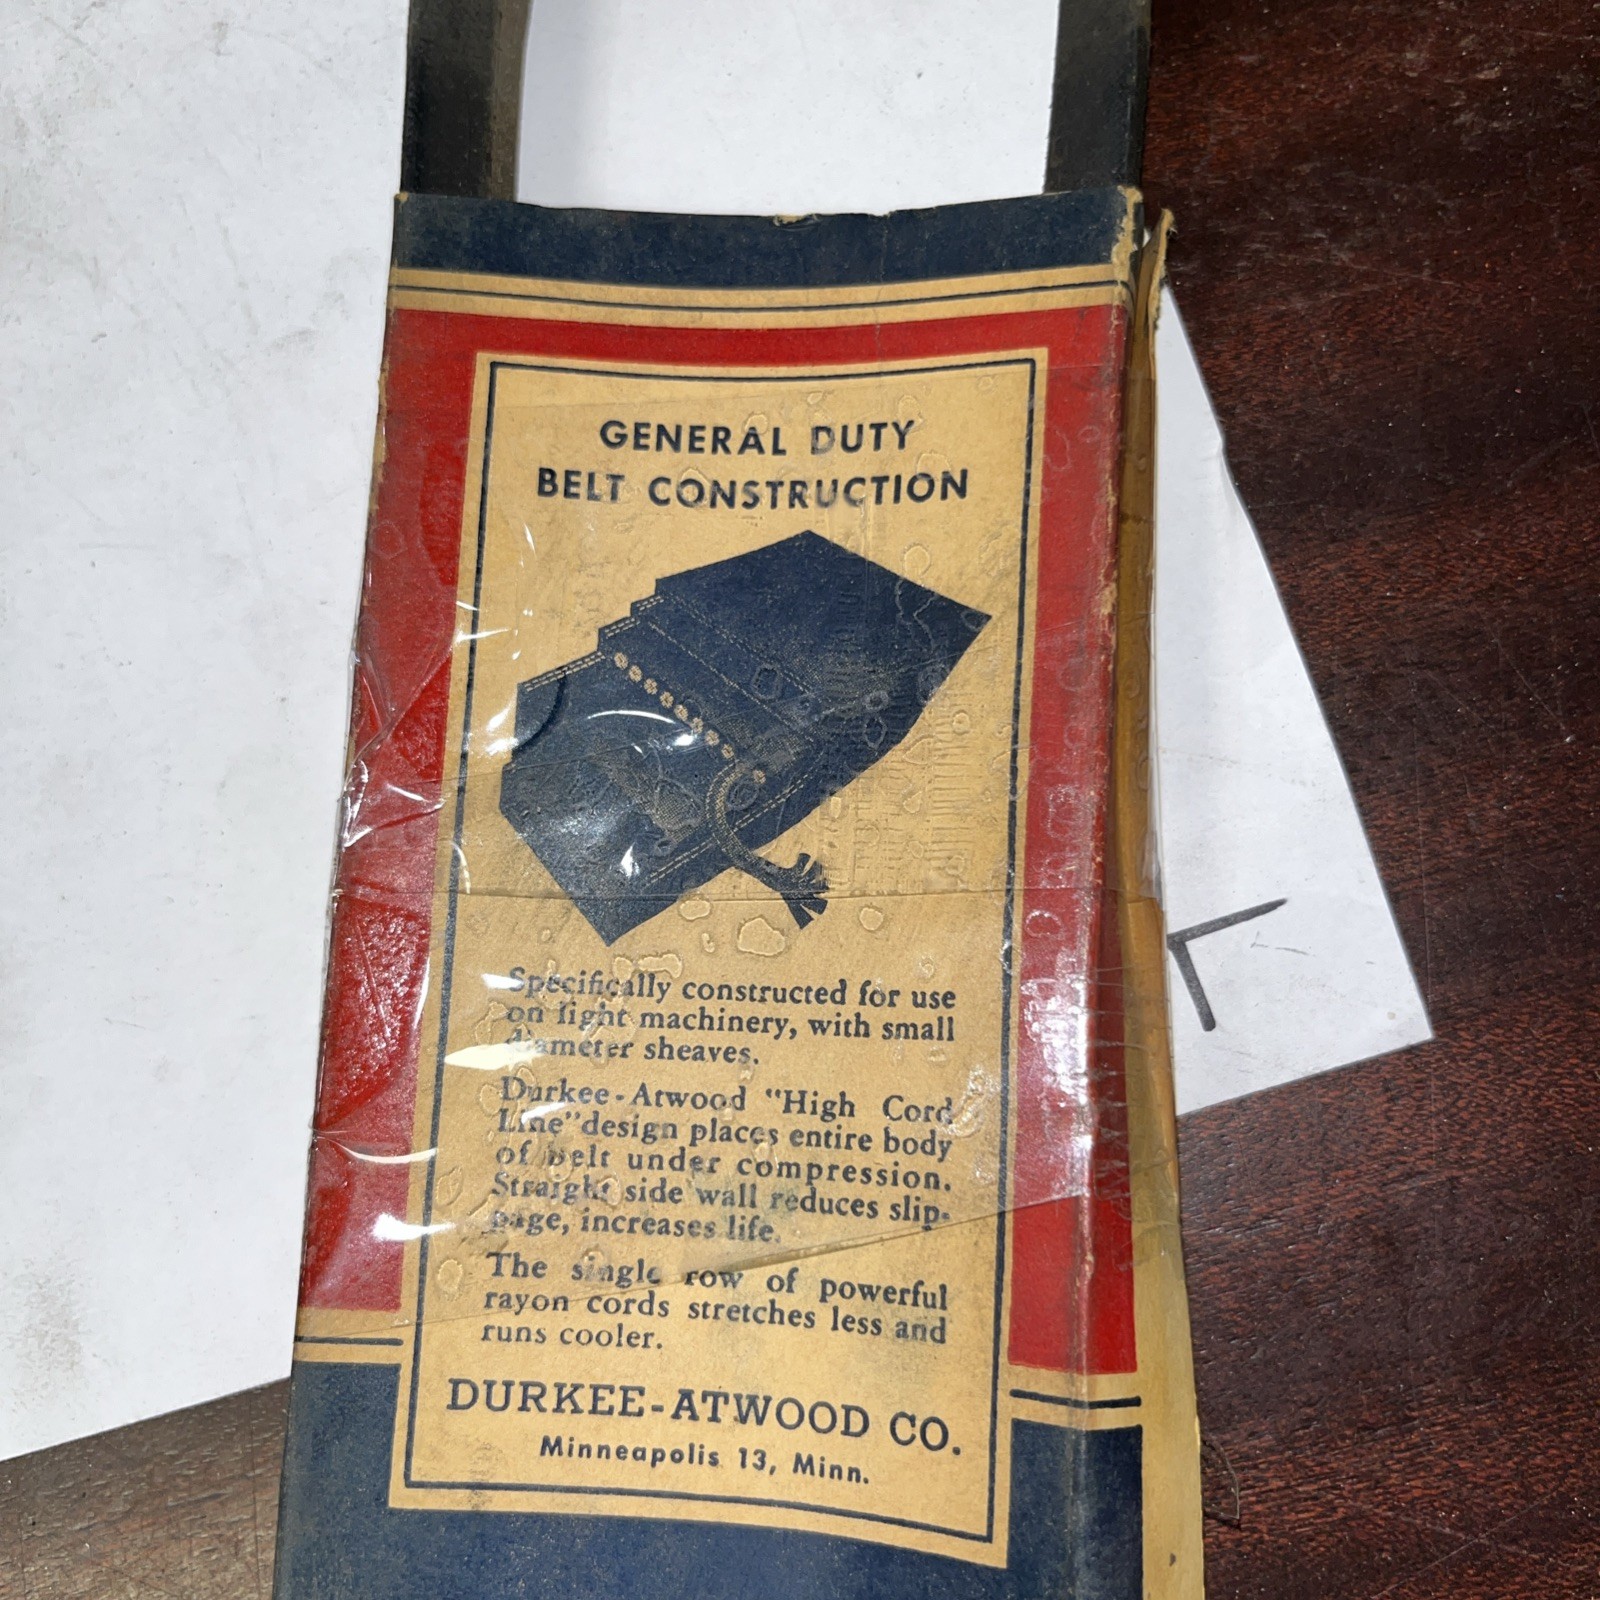 GENERAL DUTY
BELT CONSTRUCTION
Specifically constructed for use
on light machinery, with small
diameter sheaves.
Durkee-Atwood "High Cord
Line" design places entire body
of belt under compression.
Straight side wall reduces slip-
page, increases life.
The single row of powerful
rayon cords stretches less and
runs cooler.
DURKEE-ATWOOD CO.
Minneapolis 13, Minn.